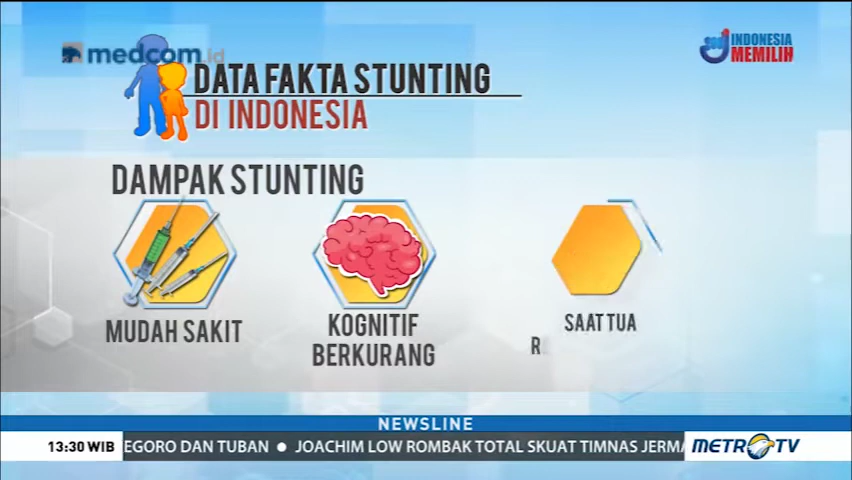 medcom.id
INDONESIA
MEMILIH
DATA FAKTA STUNTING
DI INDONESIA
DAMPAK STUNTING
MUDAH SAKIT
KOGNITIF
BERKURANG
SAAT TUA
R
NEWSLINE
13:30 WIB
EGORO DAN TUBAN ● JOACHIM LOW ROMBAK TOTAL SKUAT TIMNAS JERMA
METRO TV